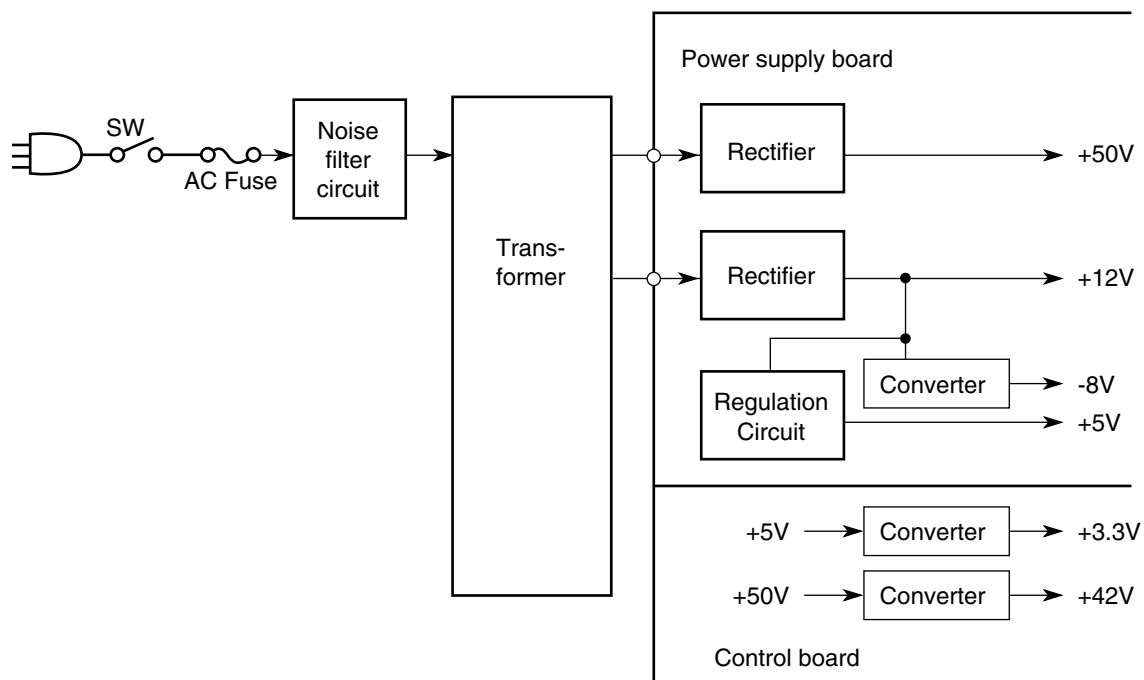 Power supply board
SW
AC Fuse
Noise
filter
circuit
Trans-
former
Rectifier
+50V
Rectifier
+12V
Converter
-8V
Regulation
Circuit
+5V
+5V
Converter
+3.3V
+50V
Converter
+42V
Control board